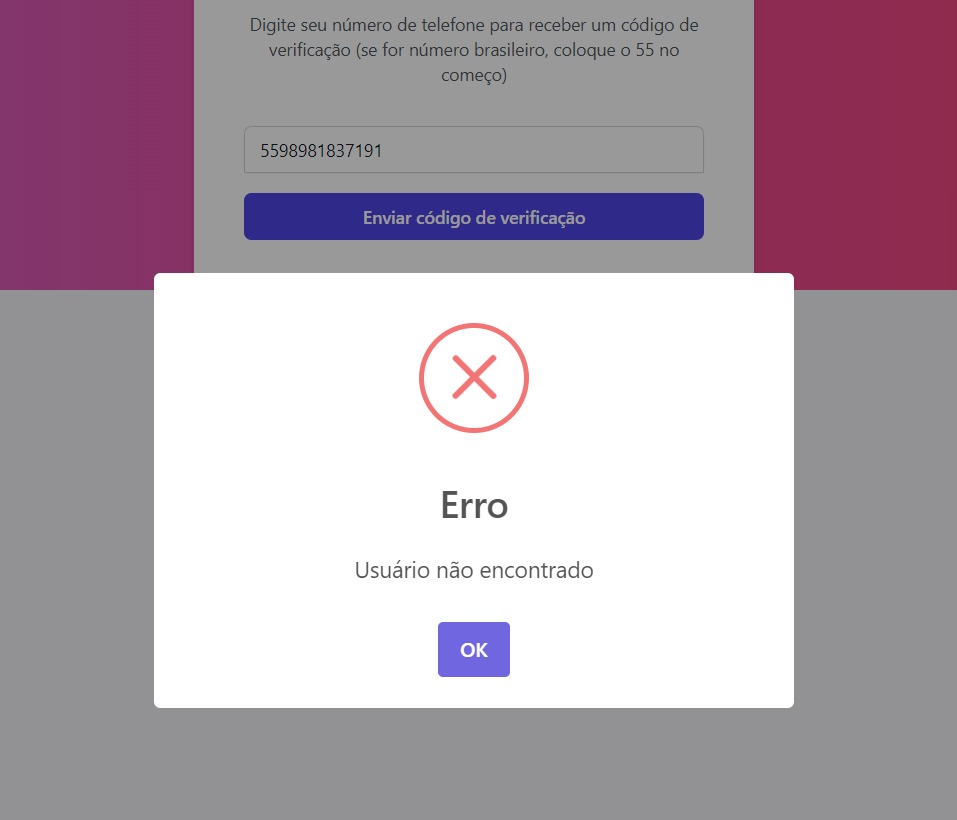 Digite seu número de telefone para receber um código de
verificação (se for número brasileiro, coloque o 55 no
começo)
5598981837191
Enviar código de verificação
Erro
Usuário não encontrado
OK